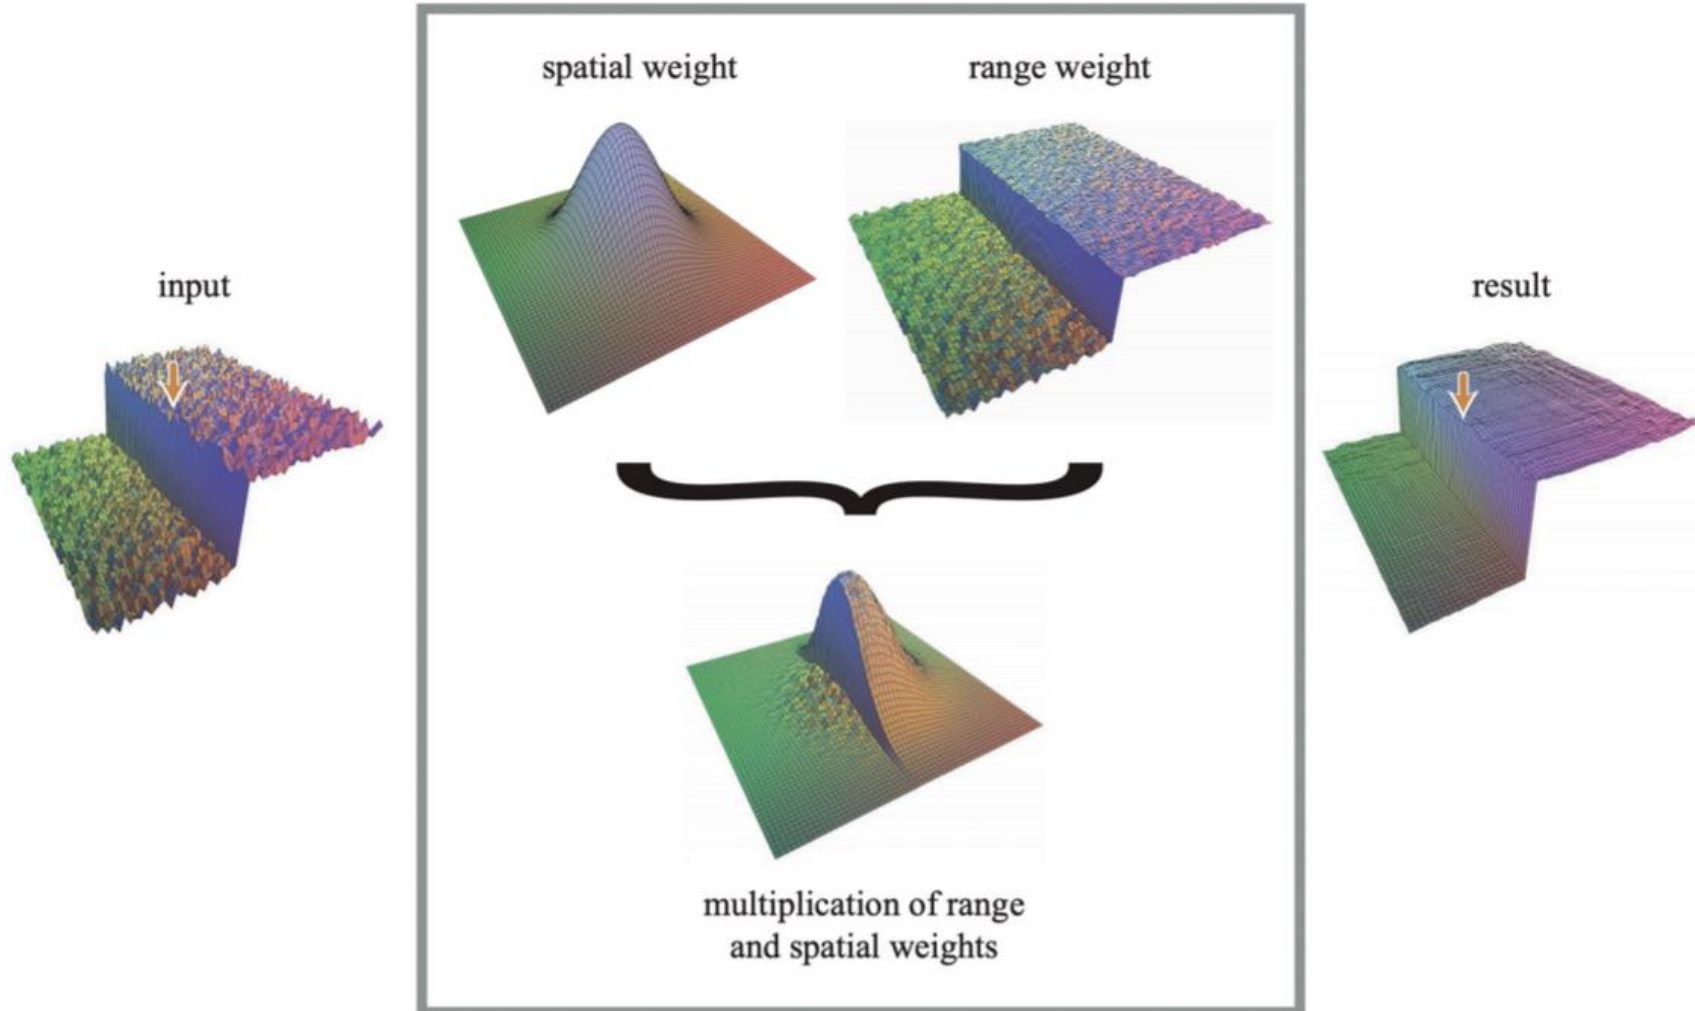 spatial weight
range weight
input
result
multiplication of range
and spatial weights